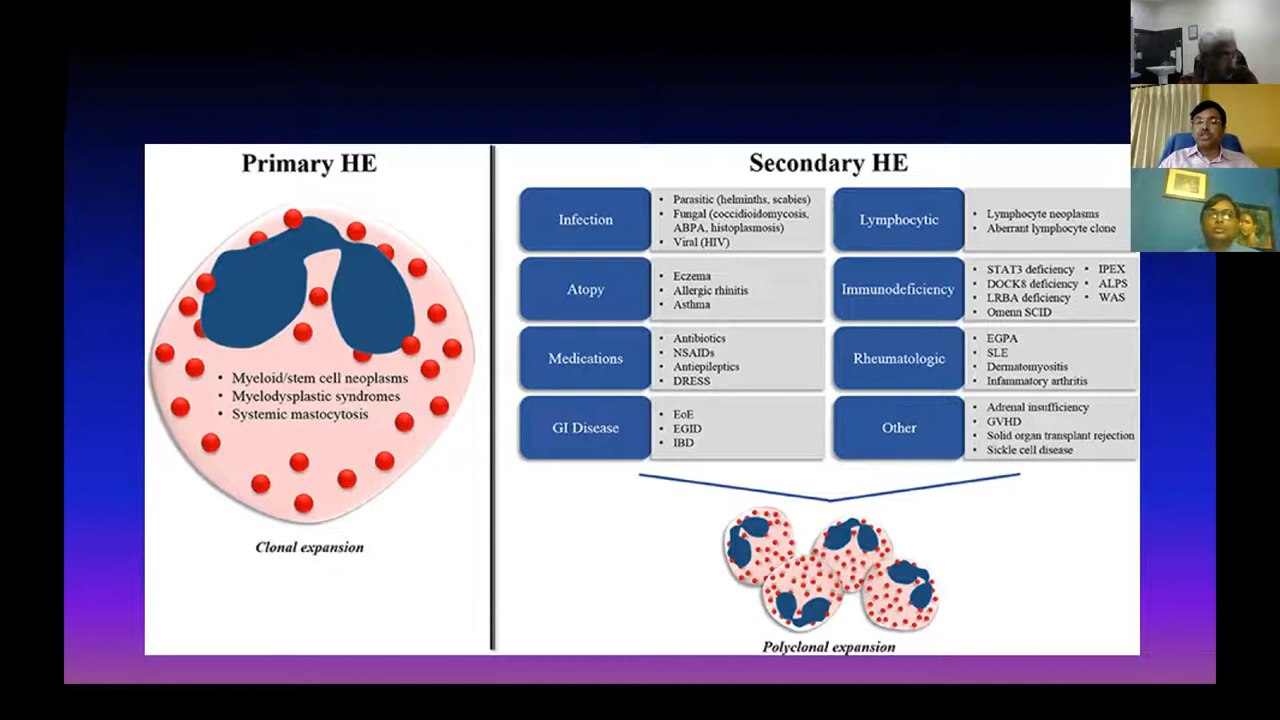 Primary HE
• Myeloid/stem cell neoplasms
• Myelodysplastic syndromes
• Systemic mastocytosis
Clonal expansion
Secondary HE
Infection
• Parasitic (helminths, scabies)
• Fungal (coccidioidomycosis,
ABPA, histoplasmosis)
• Viral (HIV)
Atopy
• Eczema
• Allergic rhinitis
• Asthma
Medications
• Antibiotics
• NSAIDs
• Antiepileptics
• DRESS
GI Disease
• EoE
• EGID
• IBD
Lymphocytic
• Lymphocyte neoplasms
• Aberrant lymphocyte clone
Immunodeficiency
• STAT3 deficiency • IPEX
• DOCK8 deficiency • ALPS
• LRBA deficiency • WAS
• Omenn SCID
Rheumatologic
• EGPA
• SLE
• Dermatomyositis
• Infammatory arthritis
Other
• Adrenal insufficiency
• GVHD
• Solid organ transplant rejection
• Sickle cell disease
Polyclonal expansion